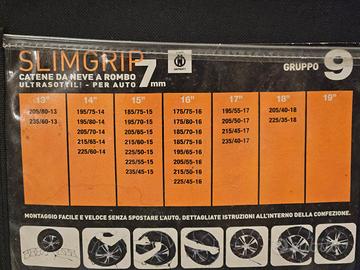 SLIMGRIP
CATENE DA NEVE A ROMBO
ULTRASOTTILI - PER AUTO
7mm
GRUPPO 9
13" 14" 15" 16" 17" 18" 19"
205/80-13 195/75-14 185/75-15 175/75-16 195/55-17 205/40-18
235/60-13 195/80-14 195/70-15 175/80-16 205/50-17 225/35-18
205/70-14 205/65-15 185/70-16 215/45-17
215/65-14 215/60-15 195/60-16 235/40-17
225/60-14 225/50-15 195/65-16
225/55-15 205/55-16
235/45-15 215/50-16
225/45-16
MONTAGGIO FACILE E VELOCE SENZA SPOSTARE L'AUTO. DETTAGLIATE ISTRUZIONI ALL'INTERNO DELLA CONFEZIONE.